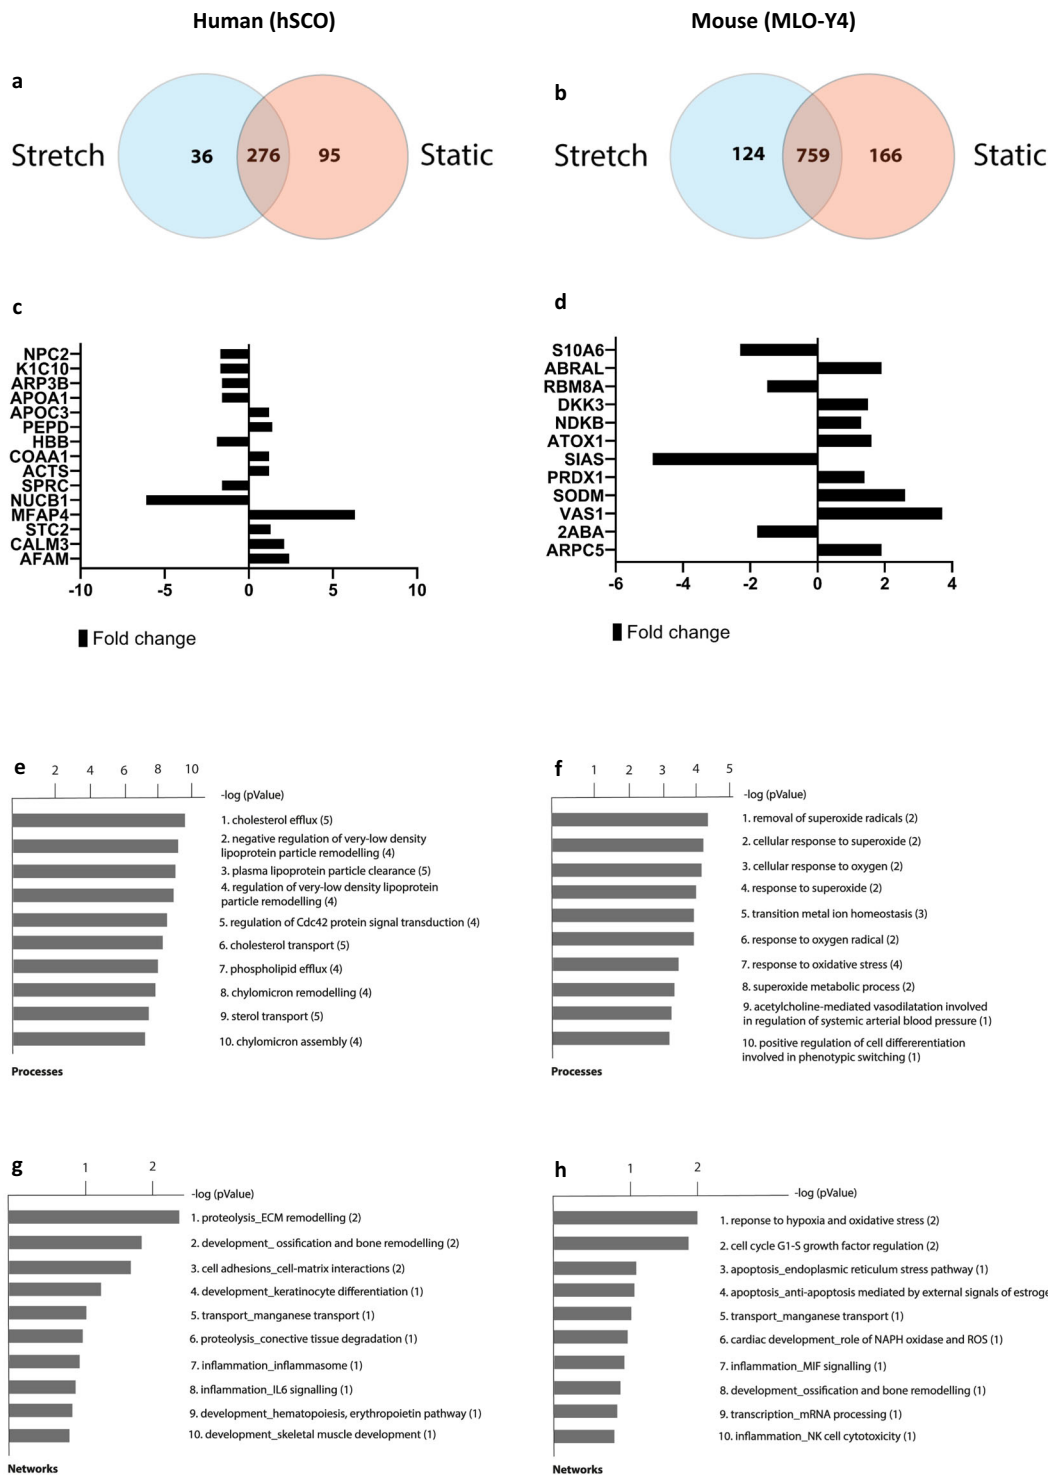 Human (hSCO)
Mouse (MLO-Y4)
a
Stretch
36
276
95
Static
b
Stretch
124
759
166
Static
c
NPC2
K1C10
ARP3B
APOA1
APOC3
PEPD
HBB
COAA1
ACTS
SPRC
NUCB1
MFAP4
STC2
CALM3
AFAM
-10
-5
0
5
10
Fold change
d
S10A6
ABRAL
RBM8A
DKK3
NDKB
ATOX1
SIAS
PRDX1
SODM
VAS1
2ABA
ARPC5
-6
-4
-2
0
2
4
Fold change
e
2
4
6
8
10
-log (pValue)
1. cholesterol efflux (5)
2. negative regulation of very-low density
lipoprotein particle remodelling (4)
3. plasma lipoprotein particle clearance (5)
4. regulation of very-low density lipoprotein
particle remodelling (4)
5. regulation of Cdc42 protein signal transduction (4)
6. cholesterol transport (5)
7. phospholipid efflux (4)
8. chylomicron remodelling (4)
9. sterol transport (5)
10. chylomicron assembly (4)
Processes
f
1
2
3
4
5
-log (pValue)
1. removal of superoxide radicals (2)
2. cellular response to superoxide (2)
3. cellular response to oxygen (2)
4. response to superoxide (2)
5. transition metal ion homeostasis (3)
6. response to oxygen radical (2)
7. response to oxidative stress (4)
8. superoxide metabolic process (2)
9. acetylcholine-mediated vasodilatation involved
in regulation of systemic arterial blood pressure (1)
10. positive regulation of cell differerentiation
involved in phenotypic switching (1)
Processes
g
1
2
-log (pValue)
1. proteolysis_ECM remodelling (2)
2. development_ ossification and bone remodelling (2)
3. cell adhesions_cell-matrix interactions (2)
4. development_keratinocyte differentiation (1)
5. transport_manganese transport (1)
6. proteolysis_conective tissue degradation (1)
7. inflammation_inflammasome (1)
8. inflammation_IL6 signalling (1)
9. development_hematopoiesis, erythropoietin pathway (1)
10. development_skeletal muscle development (1)
Networks
h
1
2
-log (pValue)
1. reponse to hypoxia and oxidative stress (2)
2. cell cycle G1-S growth factor regulation (2)
3. apoptosis_endoplasmic reticulum stress pathway (1)
4. apoptosis_anti-apoptosis mediated by external signals of estroge
5. transport_manganese transport (1)
6. cardiac development_role of NAPH oxidase and ROS (1)
7. inflammation_MIF signalling (1)
8. development_ossification and bone remodelling (1)
9. transcription_mRNA processing (1)
10. inflammation_NK cell cytotoxicity (1)
Networks